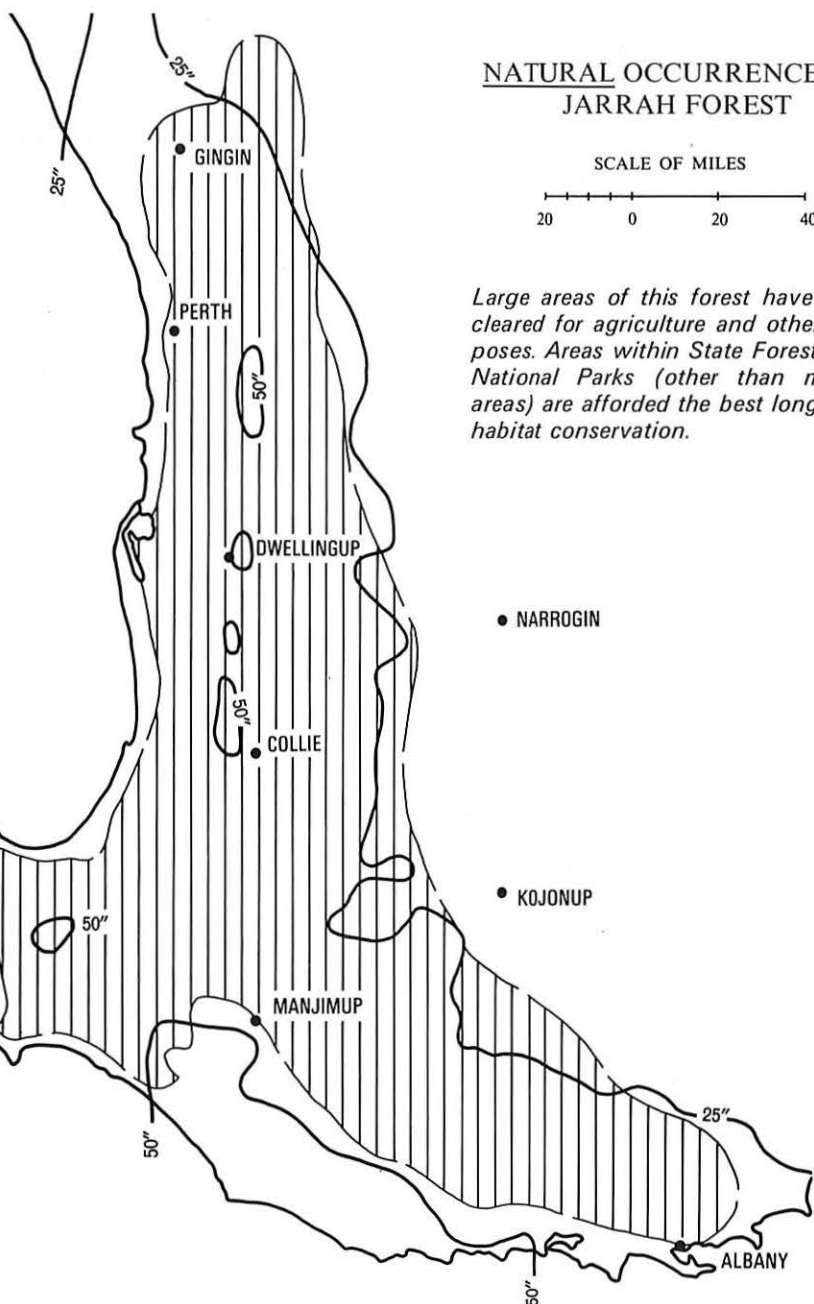 NATURAL OCCURRENCE
JARRAH FOREST
SCALE OF MILES
20 0 20 40
Large areas of this forest have
cleared for agriculture and othe
poses. Areas within State Forest
National Parks (other than m
areas) are afforded the best long
habitat conservation.
25"
25"
GINGIN
PERTH
50"
DWELLINGUP
NARROGIN
50"
COLLIE
KOJONUP
50"
MANJIMUP
25"
50"
ALBANY
50"